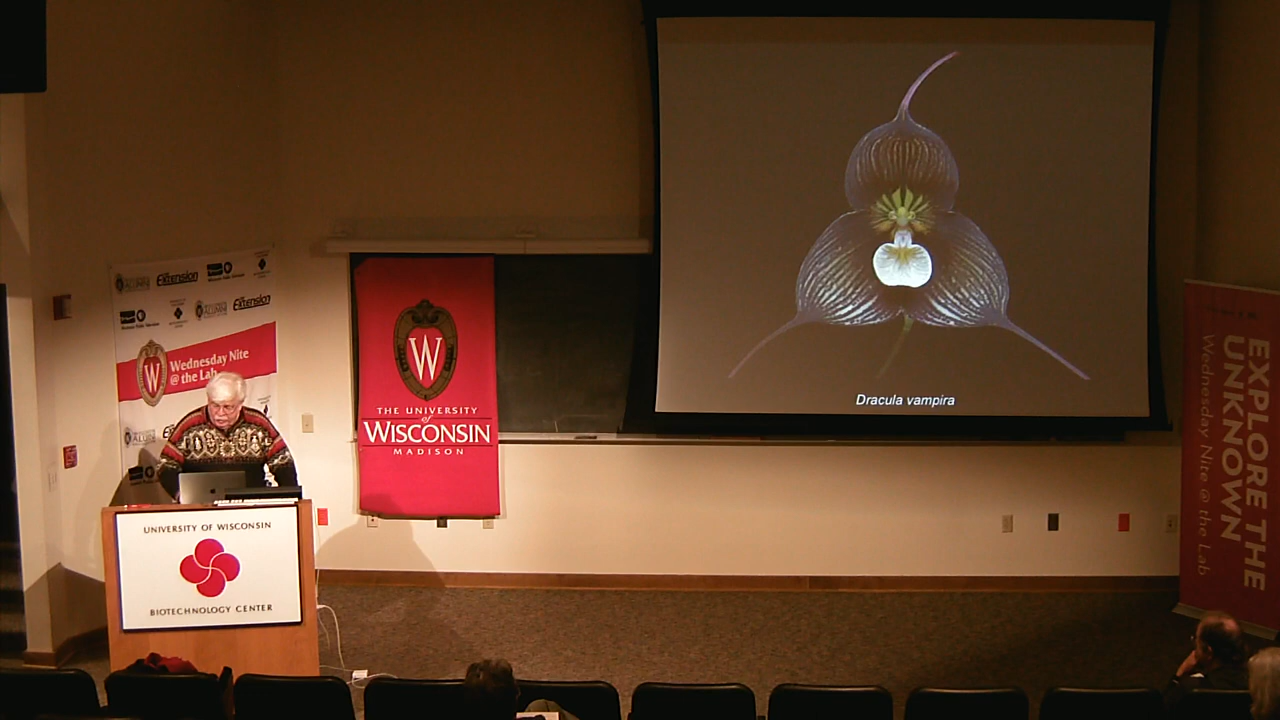 Dracula vampira
Extension
Extension
Wednesday Nite
@ the Lab
W
W
THE UNIVERSITY
of
WISCONSIN
MADISON
UNIVERSITY OF WISCONSIN
BIOTECHNOLOGY CENTER
EXPLORE THE
UNKNOWN
Wednesday Nite @ the Lab